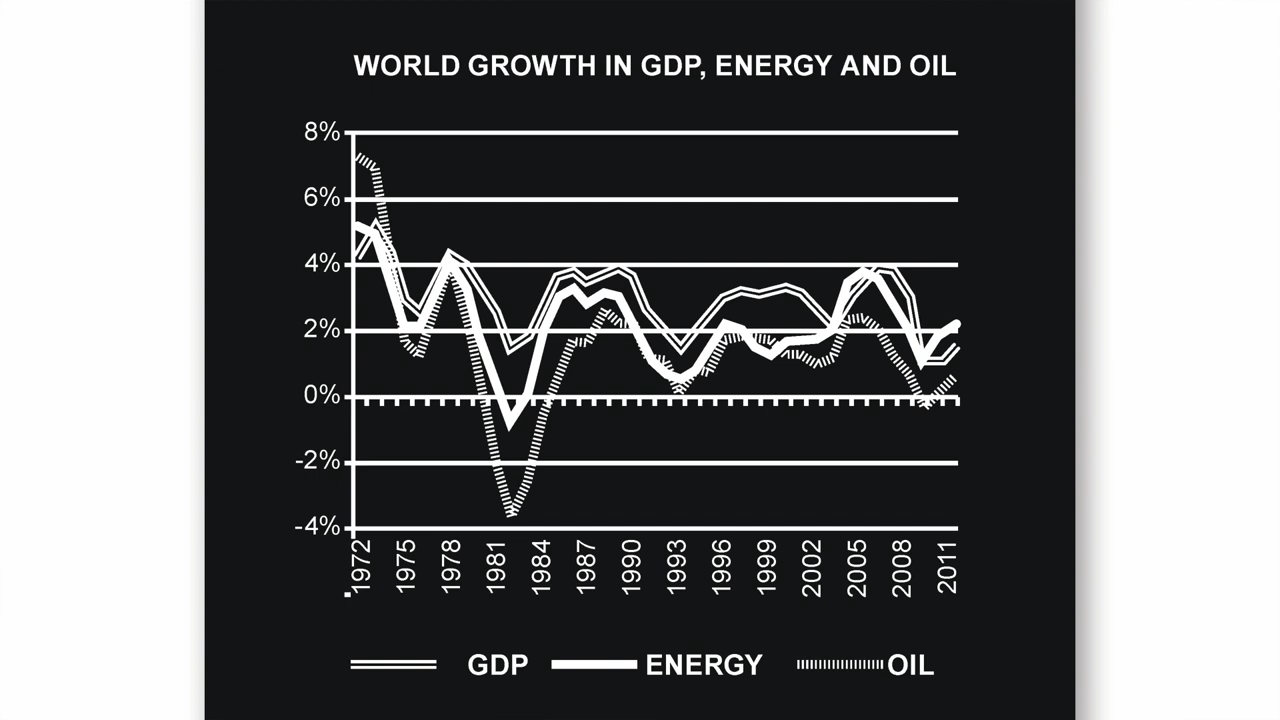 WORLD GROWTH IN GDP, ENERGY AND OIL
8%
6%
4%
2%
0%
-2%
-4%
1972 1975 1978 1981 1984 1987 1990 1993 1996 1999 2002 2005 2008 2011
GDP ENERGY OIL